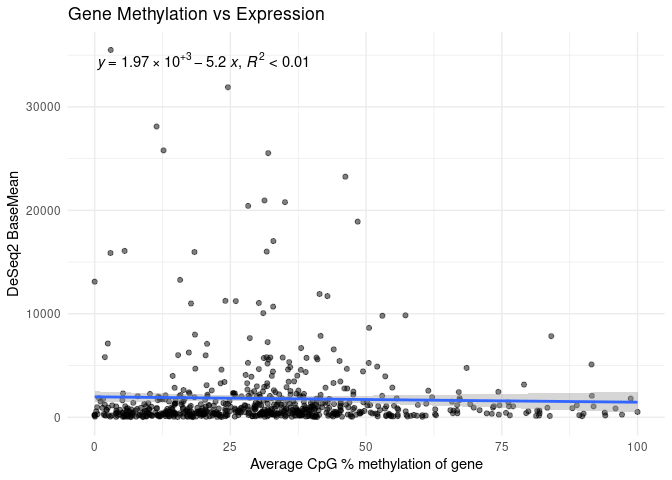 Gene Methylation vs Expression
y = 1.97 × 10⁺³ – 5.2 x, R² < 0.01
30000
20000
10000
0
DeSeq2 BaseMean
0 25 50 75 100
Average CpG % methylation of gene